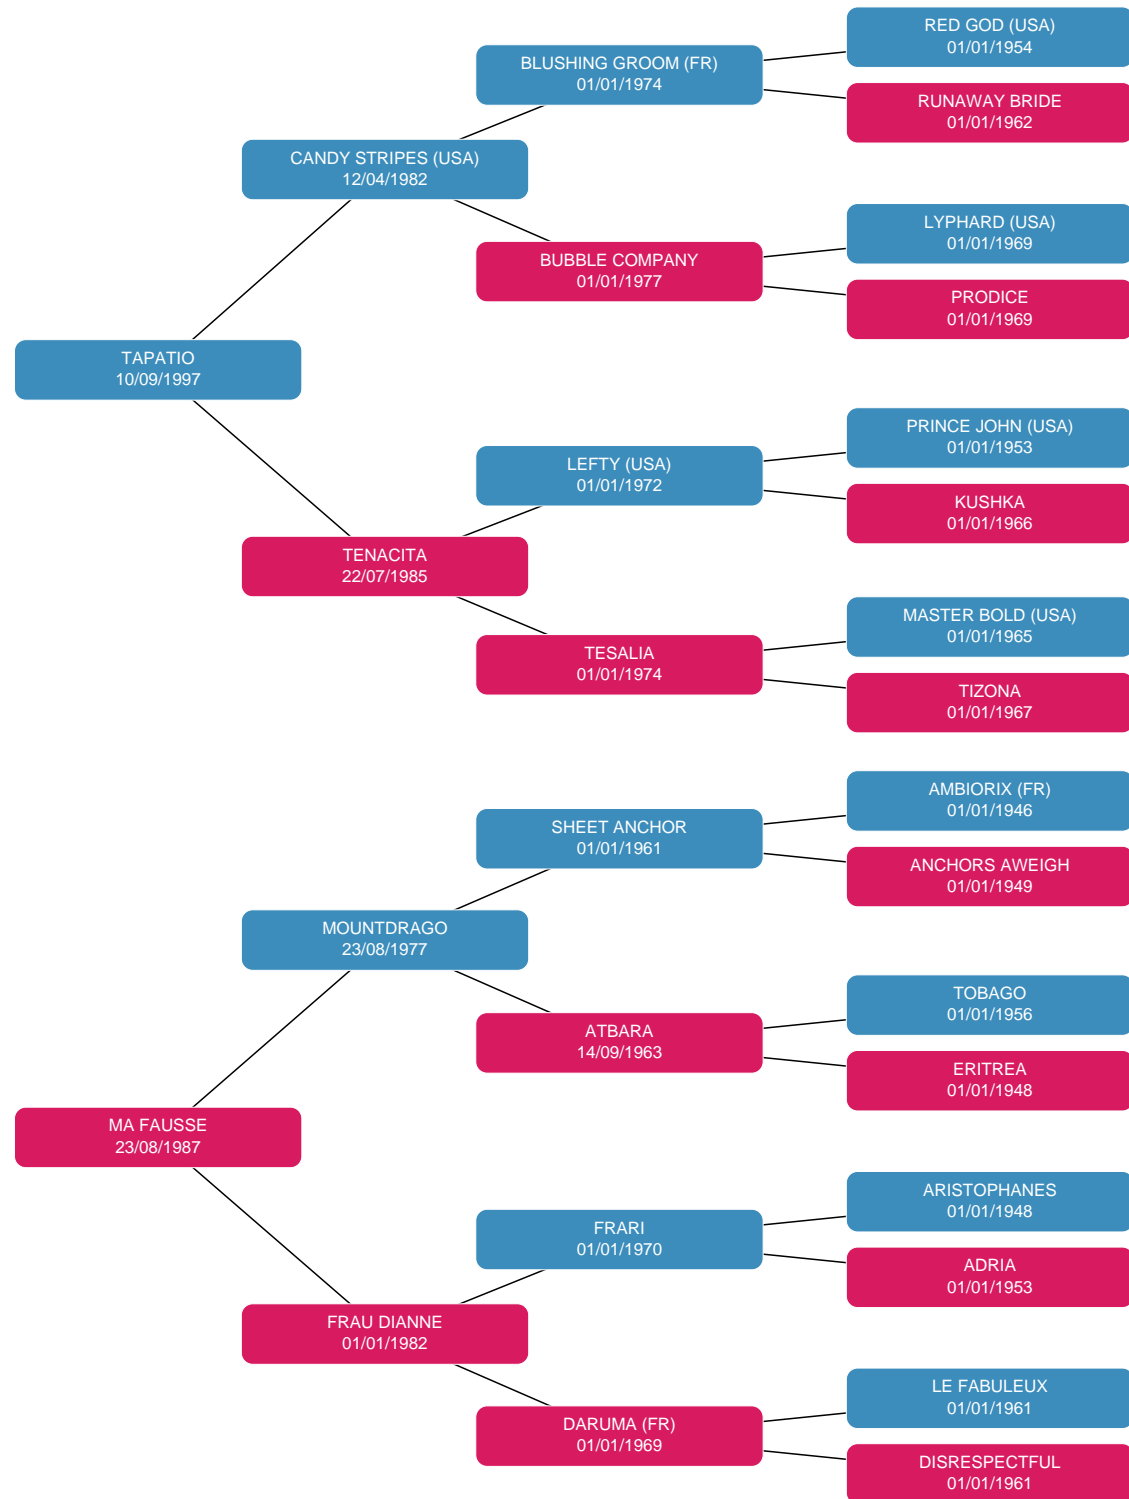 RED GOD (USA)
01/01/1954
BLUSHING GROOM (FR)
01/01/1974
RUNAWAY BRIDE
01/01/1962
CANDY STRIPES (USA)
12/04/1982
LYPHARD (USA)
01/01/1969
BUBBLE COMPANY
01/01/1977
PRODICE
01/01/1969
TAPATIO
10/09/1997
PRINCE JOHN (USA)
01/01/1953
LEFTY (USA)
01/01/1972
KUSHKA
01/01/1966
TENACITA
22/07/1985
MASTER BOLD (USA)
01/01/1965
TESALIA
01/01/1974
TIZONA
01/01/1967
AMBIORIX (FR)
01/01/1946
SHEET ANCHOR
01/01/1961
ANCHORS AWEIGH
01/01/1949
MOUNTDRAGO
23/08/1977
TOBAGO
01/01/1956
ATBARA
14/09/1963
ERITREA
01/01/1948
MA FAUSSE
23/08/1987
ARISTOPHANES
01/01/1948
FRARI
01/01/1970
ADRIA
01/01/1953
FRAU DIANNE
01/01/1982
LE FABULEUX
01/01/1961
DARUMA (FR)
01/01/1969
DISRESPECTFUL
01/01/1961